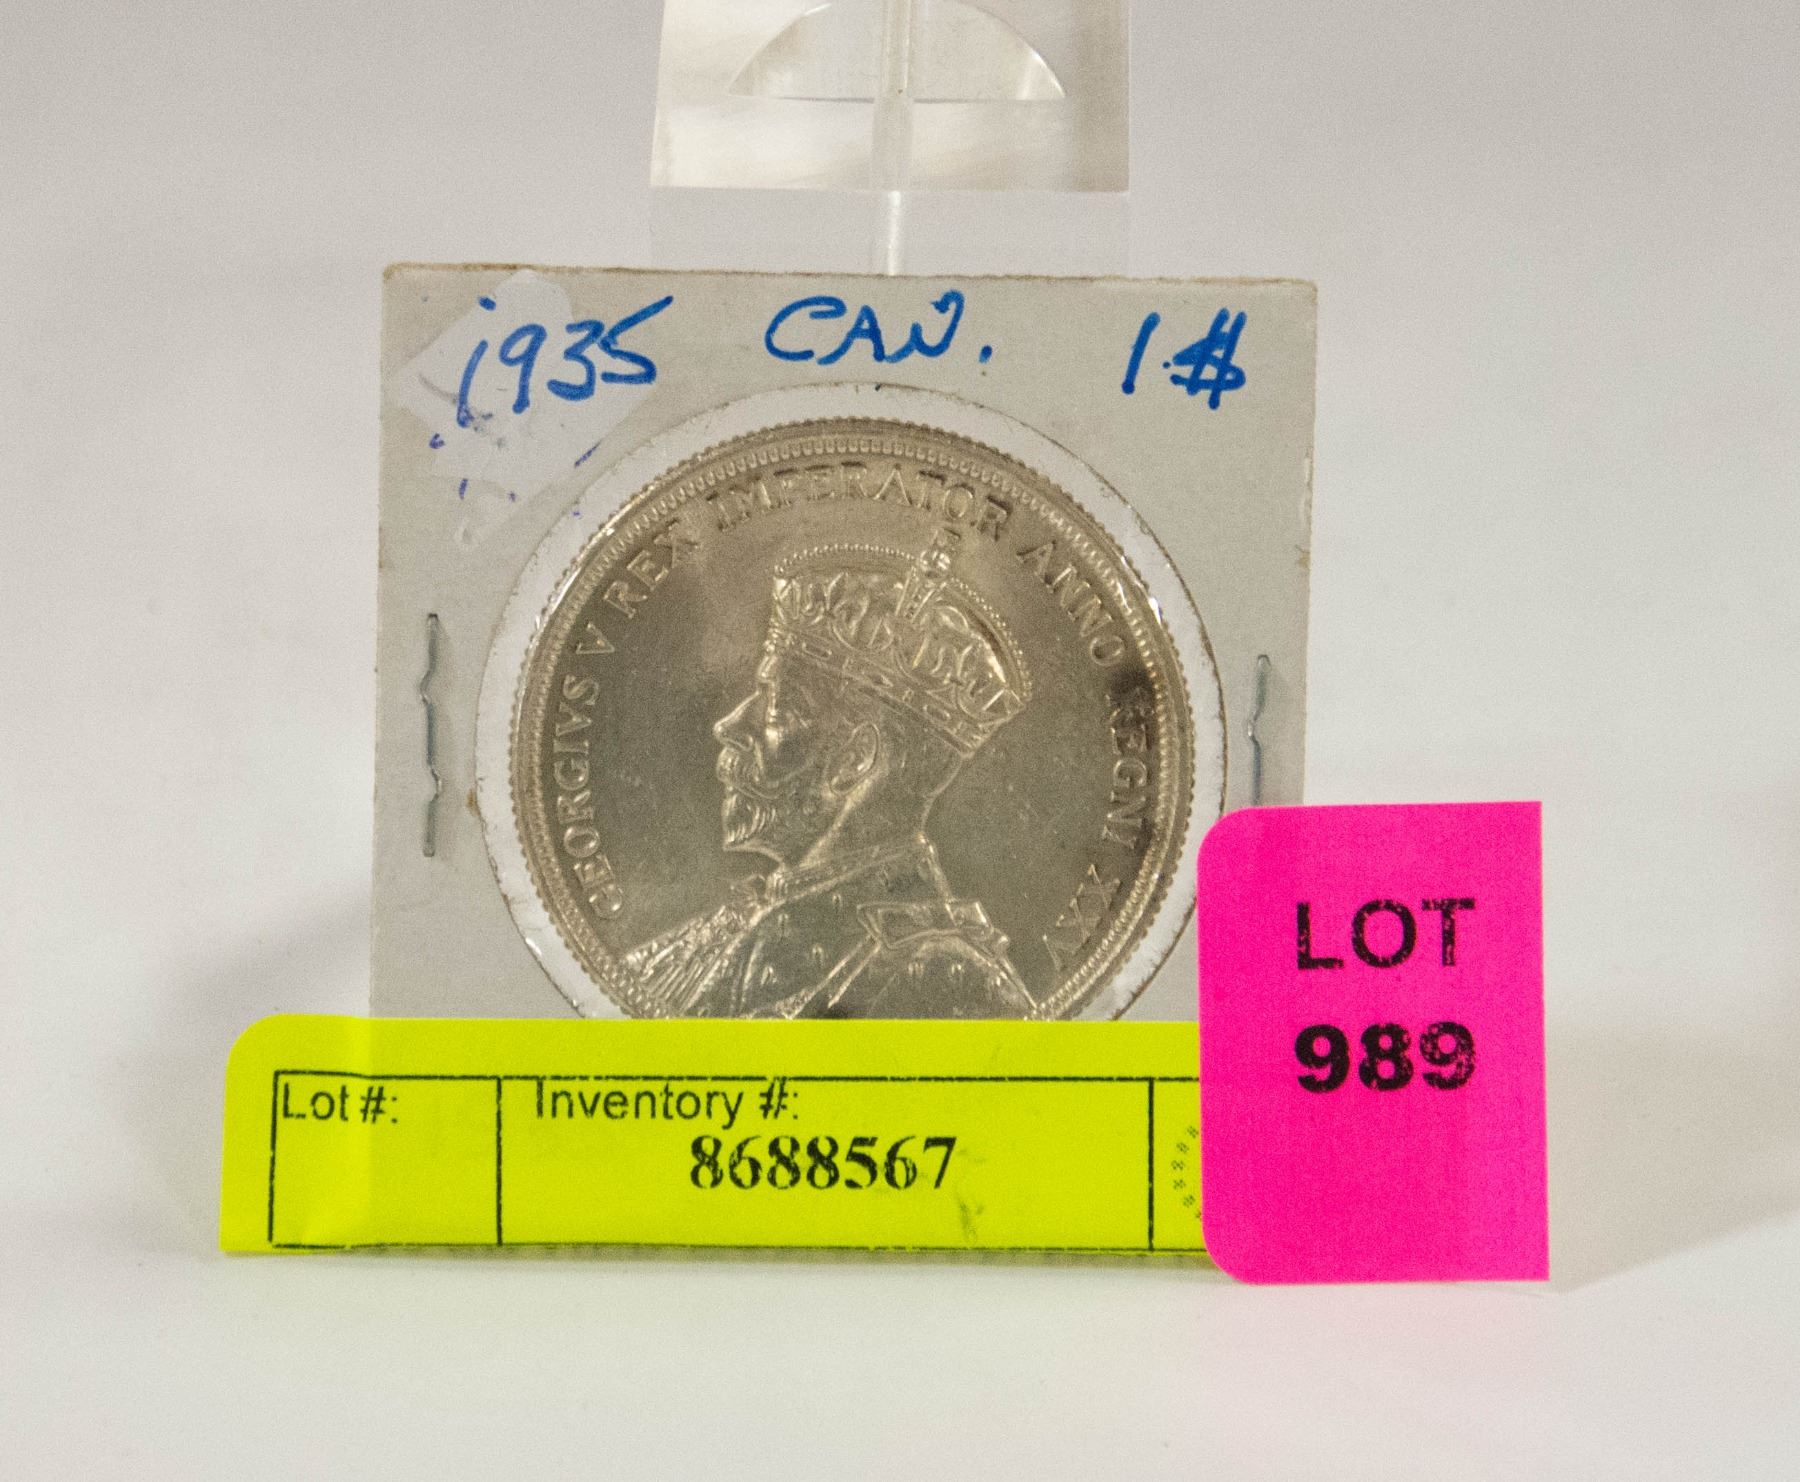 1935 CAN. 1 $
GEORGIVS V REX IMPERATOR ANNO REGNI XXV
LOT
989
Lot #: Inventory #:
8688567